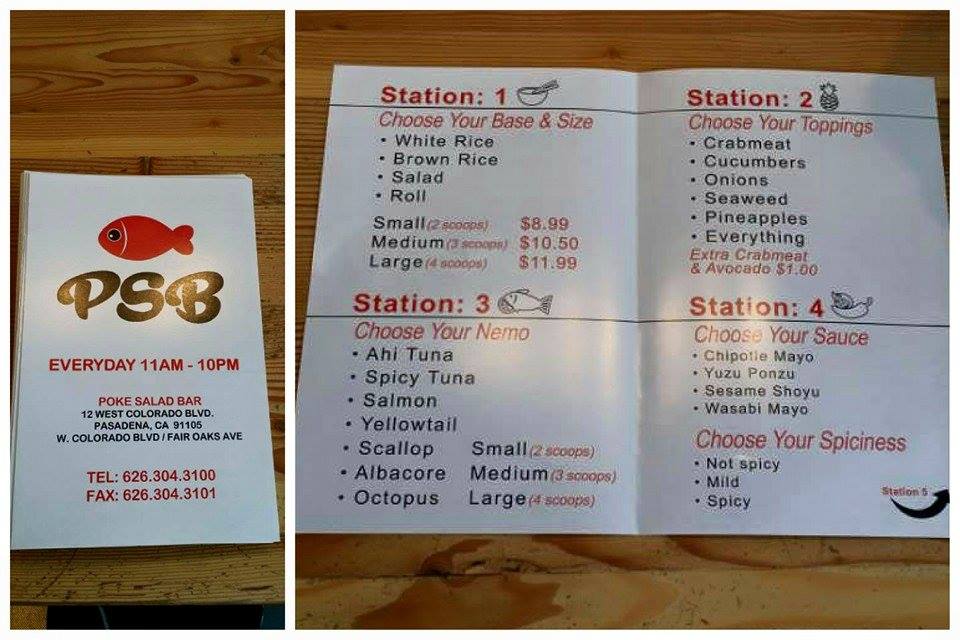 PSB
EVERYDAY 11AM - 10PM
POKE SALAD BAR
12 WEST COLORADO BLVD.
PASADENA, CA 91105
W. COLORADO BLVD / FAIR OAKS AVE
TEL: 626.304.3100
FAX: 626.304.3101
Station: 1
Choose Your Base & Size
• White Rice
• Brown Rice
• Salad
• Roll
Small (2 scoops) $8.99
Medium (3 scoops) $10.50
Large (4 scoops) $11.99
Station: 2
Choose Your Toppings
• Crabmeat
• Cucumbers
• Onions
• Seaweed
• Pineapples
• Everything
Extra Crabmeat
& Avocado $1.00
Station: 3
Choose Your Nemo
• Ahi Tuna
• Spicy Tuna
• Salmon
• Yellowtail
• Scallop Small (2 scoops)
• Albacore Medium (3 scoops)
• Octopus Large (4 scoops)
Station: 4
Choose Your Sauce
• Chipotle Mayo
• Yuzu Ponzu
• Sesame Shoyu
• Wasabi Mayo
Choose Your Spiciness
• Not spicy
• Mild
• Spicy
Station 5